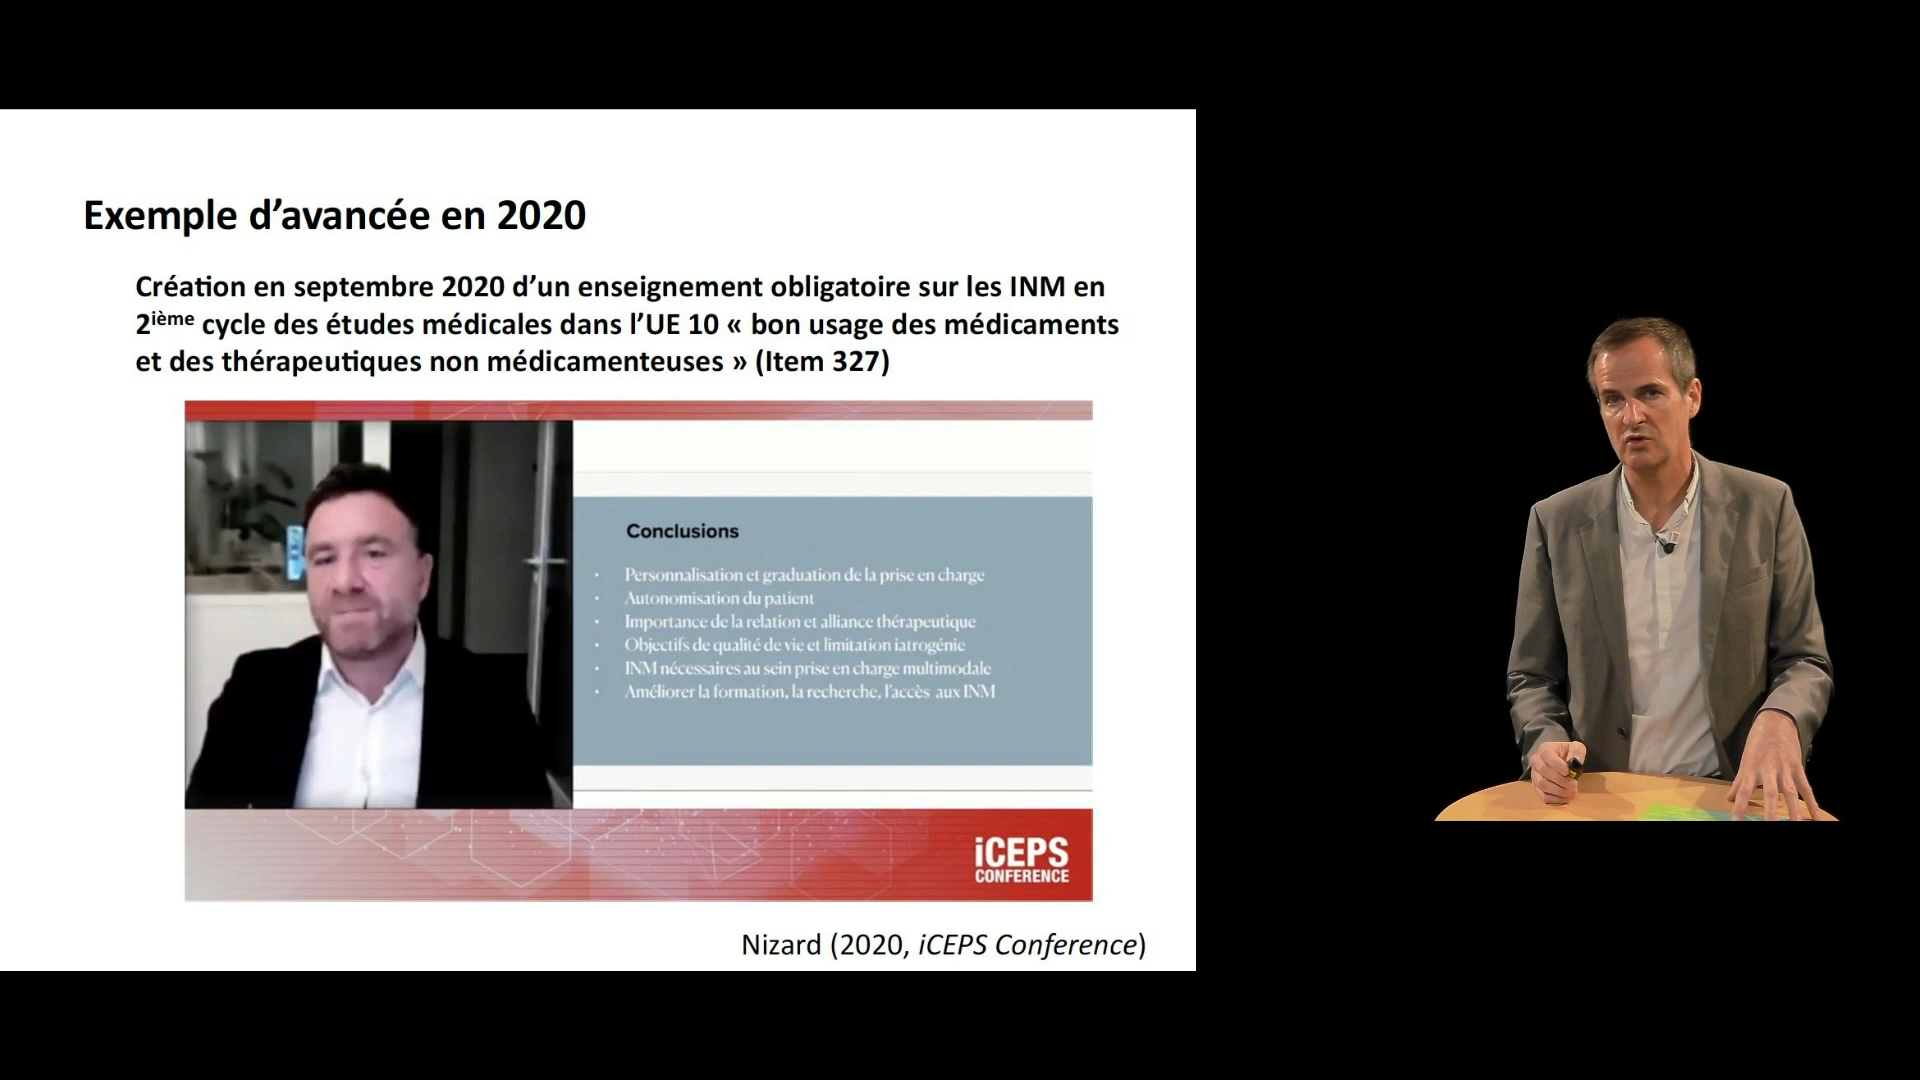 Exemple d’avancée en 2020
Création en septembre 2020 d’un enseignement obligatoire sur les INM en
2ième cycle des études médicales dans l’UE 10 « bon usage des médicaments
et des thérapeutiques non médicamenteuses » (Item 327)
Conclusions
· Personnalisation et graduation de la prise en charge
· Autonomisation du patient
· Importance de la relation et alliance thérapeutique
· Objectifs de qualité de vie et limitation iatrogénie
· INM nécessaires au sein prise en charge multimodale
· Améliorer la formation, la recherche, l’accès aux INM
iCEPS
CONFERENCE
Nizard (2020, iCEPS Conference)